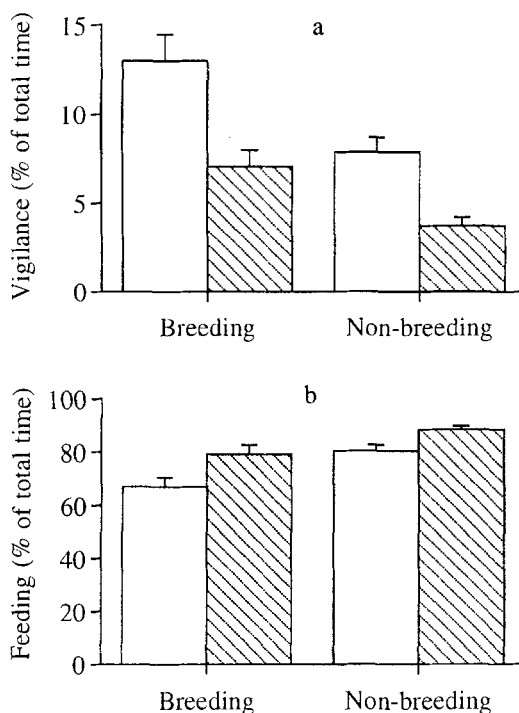 a
Vigilance (% of total time)
15
10
5
0
Breeding Non-breeding
b
Feeding (% of total time)
100
80
60
40
20
0
Breeding Non-breeding